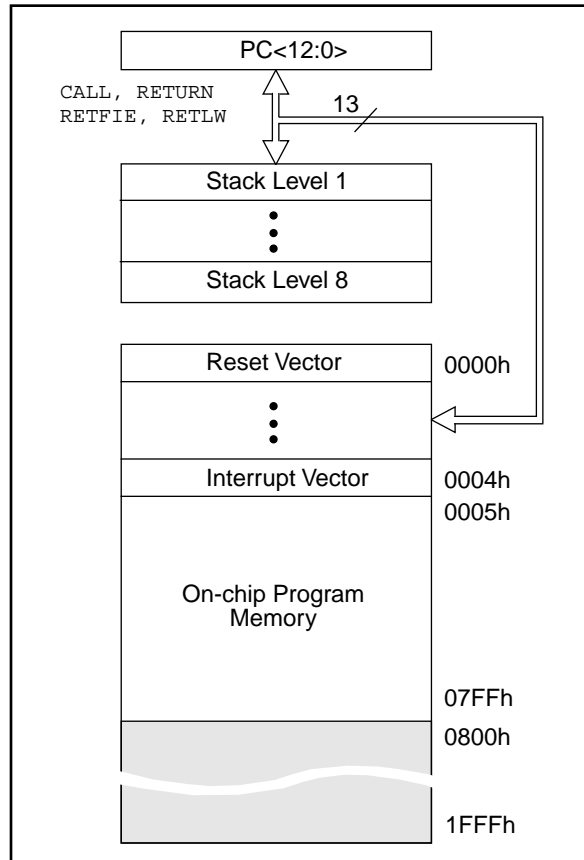 PC<12:0>
CALL, RETURN
RETFIE, RETLW
13
Stack Level 1
Stack Level 8
Reset Vector
0000h
Interrupt Vector
0004h
0005h
On-chip Program
Memory
07FFh
0800h
1FFFh